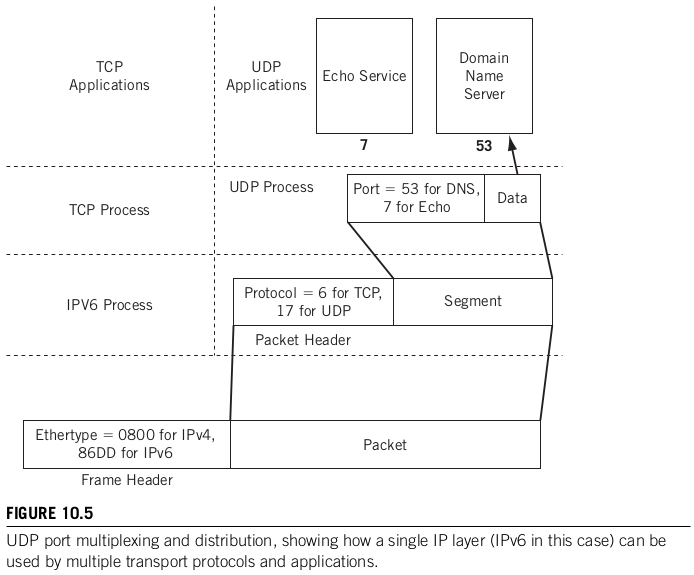 TCP
Applications
UDP
Applications
Echo Service
7
Domain
Name
Server
53
TCP Process
UDP Process
Port = 53 for DNS,
7 for Echo
Data
IPV6 Process
Protocol = 6 for TCP,
17 for UDP
Segment
Packet Header
Ethertype = 0800 for IPv4,
86DD for IPv6
Packet
Frame Header
FIGURE 10.5
UDP port multiplexing and distribution, showing how a single IP layer (IPv6 in this case) can be
used by multiple transport protocols and applications.